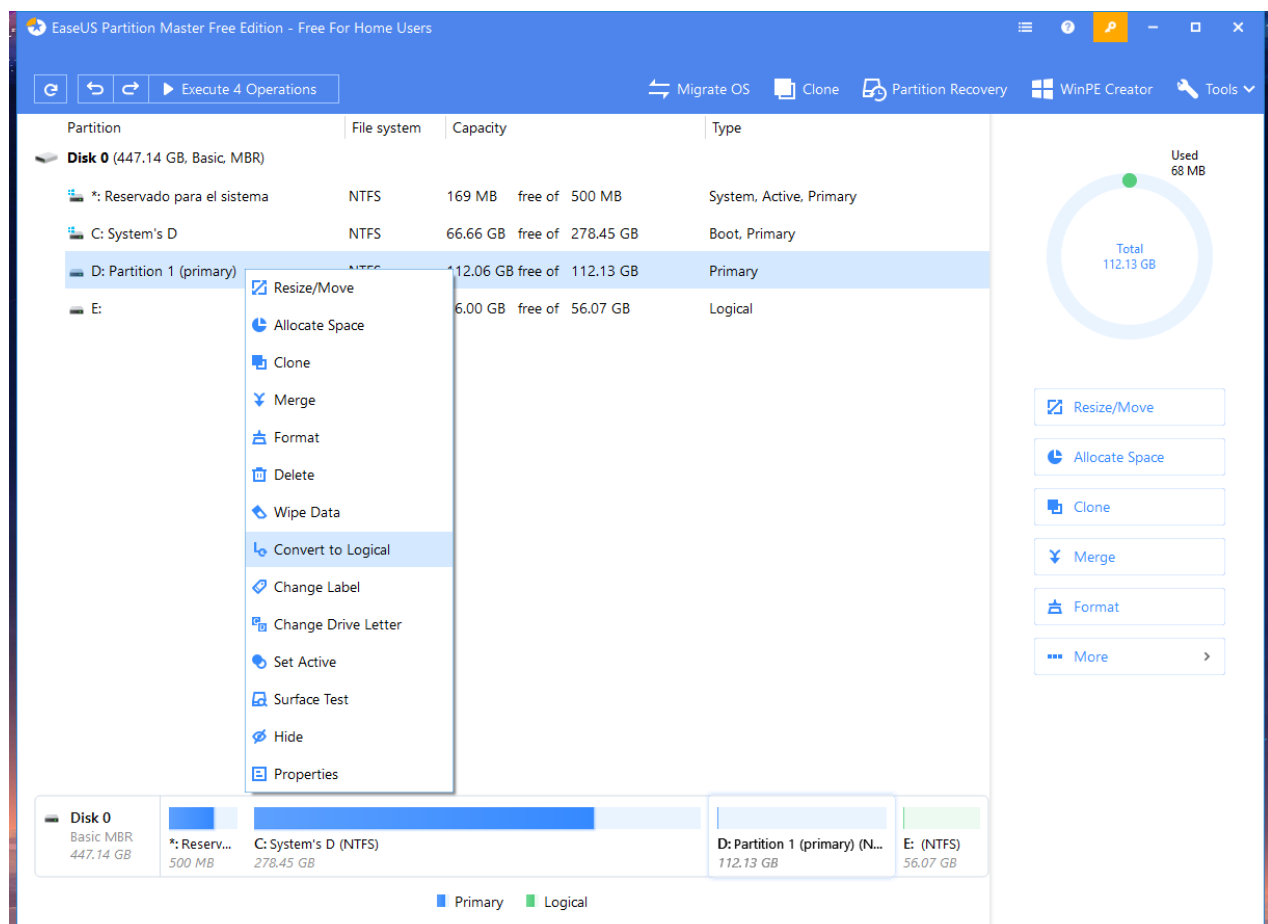 EaseUS Partition Master Free Edition - Free For Home Users
Execute 4 Operations
Migrate OS Clone Partition Recovery WinPE Creator Tools
Partition File system Capacity Type
Disk 0 (447.14 GB, Basic, MBR)
*: Reservado para el sistema NTFS 169 MB free of 500 MB System, Active, Primary
C: System's D NTFS 66.66 GB free of 278.45 GB Boot, Primary
D: Partition 1 (primary) NTFS 112.06 GB free of 112.13 GB Primary
E: 6.00 GB free of 56.07 GB Logical
Resize/Move
Allocate Space
Clone
Merge
Format
Delete
Wipe Data
Convert to Logical
Change Label
Change Drive Letter
Set Active
Surface Test
Hide
Properties
Used
68 MB
Total
112.13 GB
Resize/Move
Allocate Space
Clone
Merge
Format
More
Disk 0
Basic MBR
447.14 GB
*: Reserv...
500 MB
C: System's D (NTFS)
278.45 GB
D: Partition 1 (primary) (N...
112.13 GB
E: (NTFS)
56.07 GB
Primary Logical